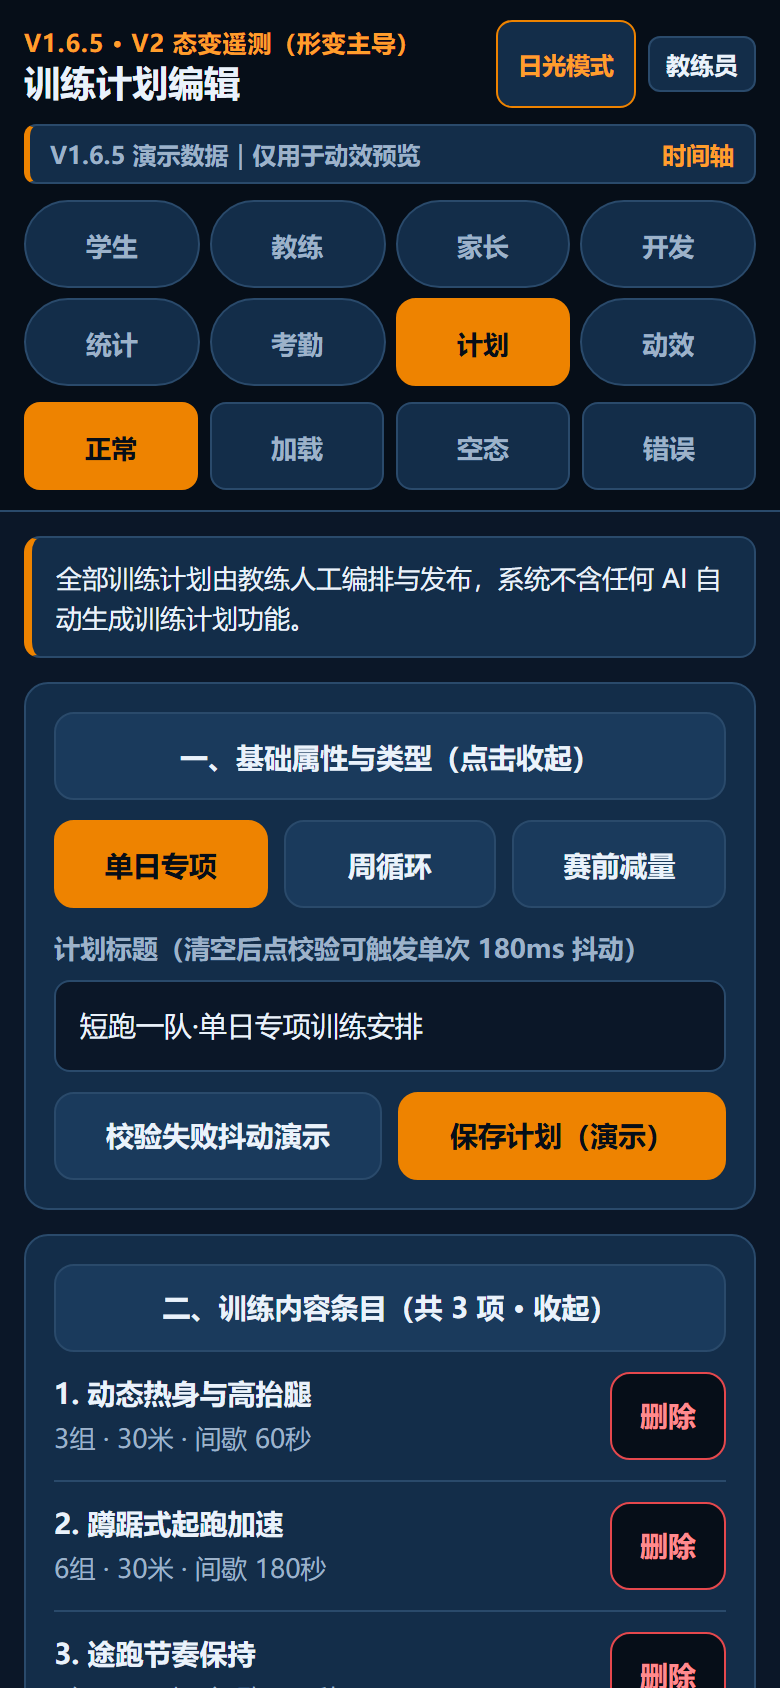 V1.6.5 • V2 态变遥测（形变主导）
训练计划编辑
日光模式
教练员
V1.6.5 演示数据 | 仅用于动效预览
时间轴
学生
教练
家长
开发
统计
考勤
计划
动效
正常
加载
空态
错误
全部训练计划由教练人工编排与发布，系统不含任何 AI 自
动生成训练计划功能。
一、基础属性与类型（点击收起）
单日专项
周循环
赛前减量
计划标题（清空后点校验可触发单次 180ms 抖动）
短跑一队·单日专项训练安排
校验失败抖动演示
保存计划（演示）
二、训练内容条目（共 3 项 • 收起）
1. 动态热身与高抬腿
3组 · 30米 · 间歇 60秒
删除
2. 蹲踞式起跑加速
6组 · 30米 · 间歇 180秒
删除
3. 途跑节奏保持
删除